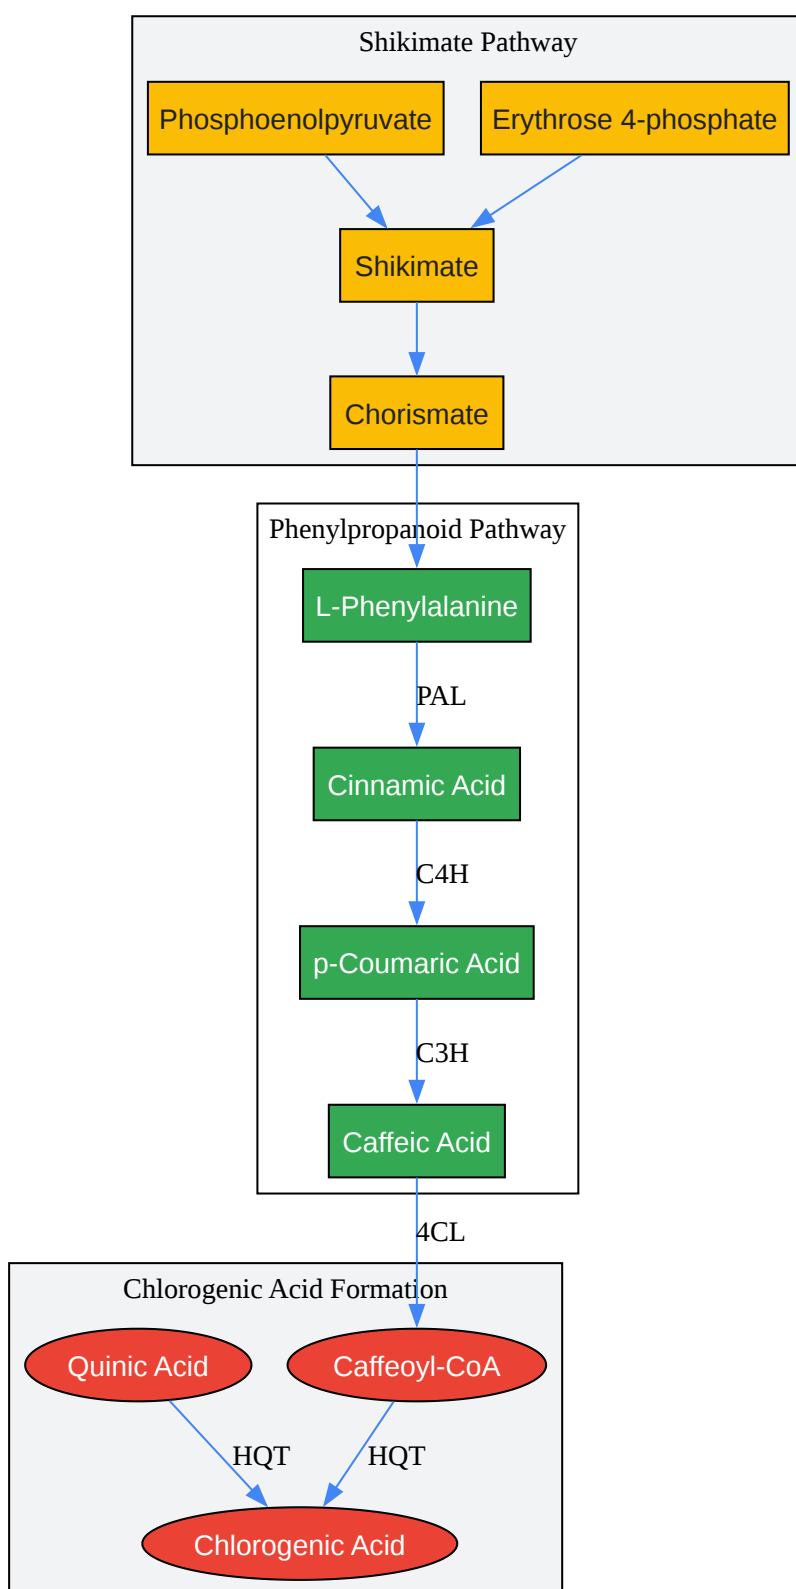 Shikimate Pathway
Phosphoenolpyruvate
Erythrose 4-phosphate
Shikimate
Chorismate
Phenylpropanoid Pathway
L-Phenylalanine
PAL
Cinnamic Acid
C4H
p-Coumaric Acid
C3H
Caffeic Acid
4CL
Chlorogenic Acid Formation
Quinic Acid
Caffeoyl-CoA
HQT
HQT
Chlorogenic Acid